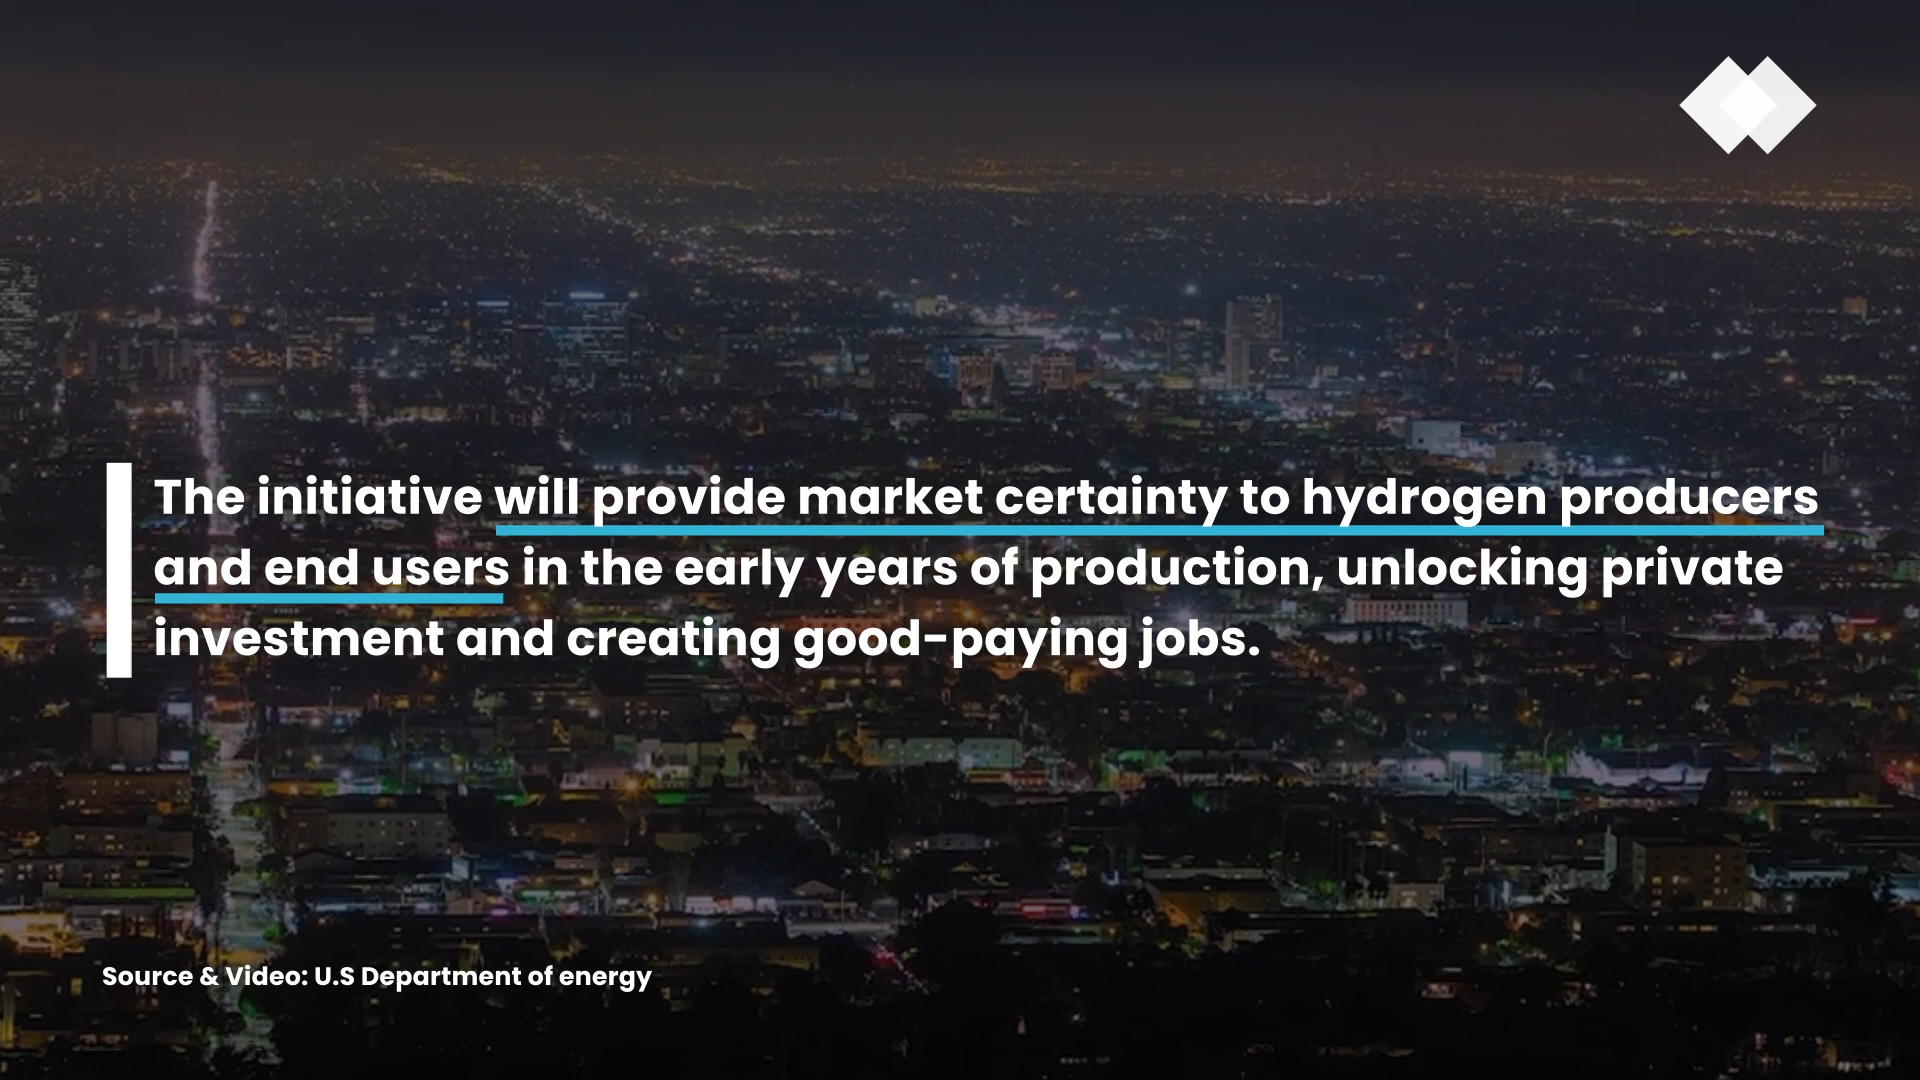 The initiative will provide market certainty to hydrogen producers
and end users in the early years of production, unlocking private
investment and creating good-paying jobs.
Source & Video: U.S Department of energy